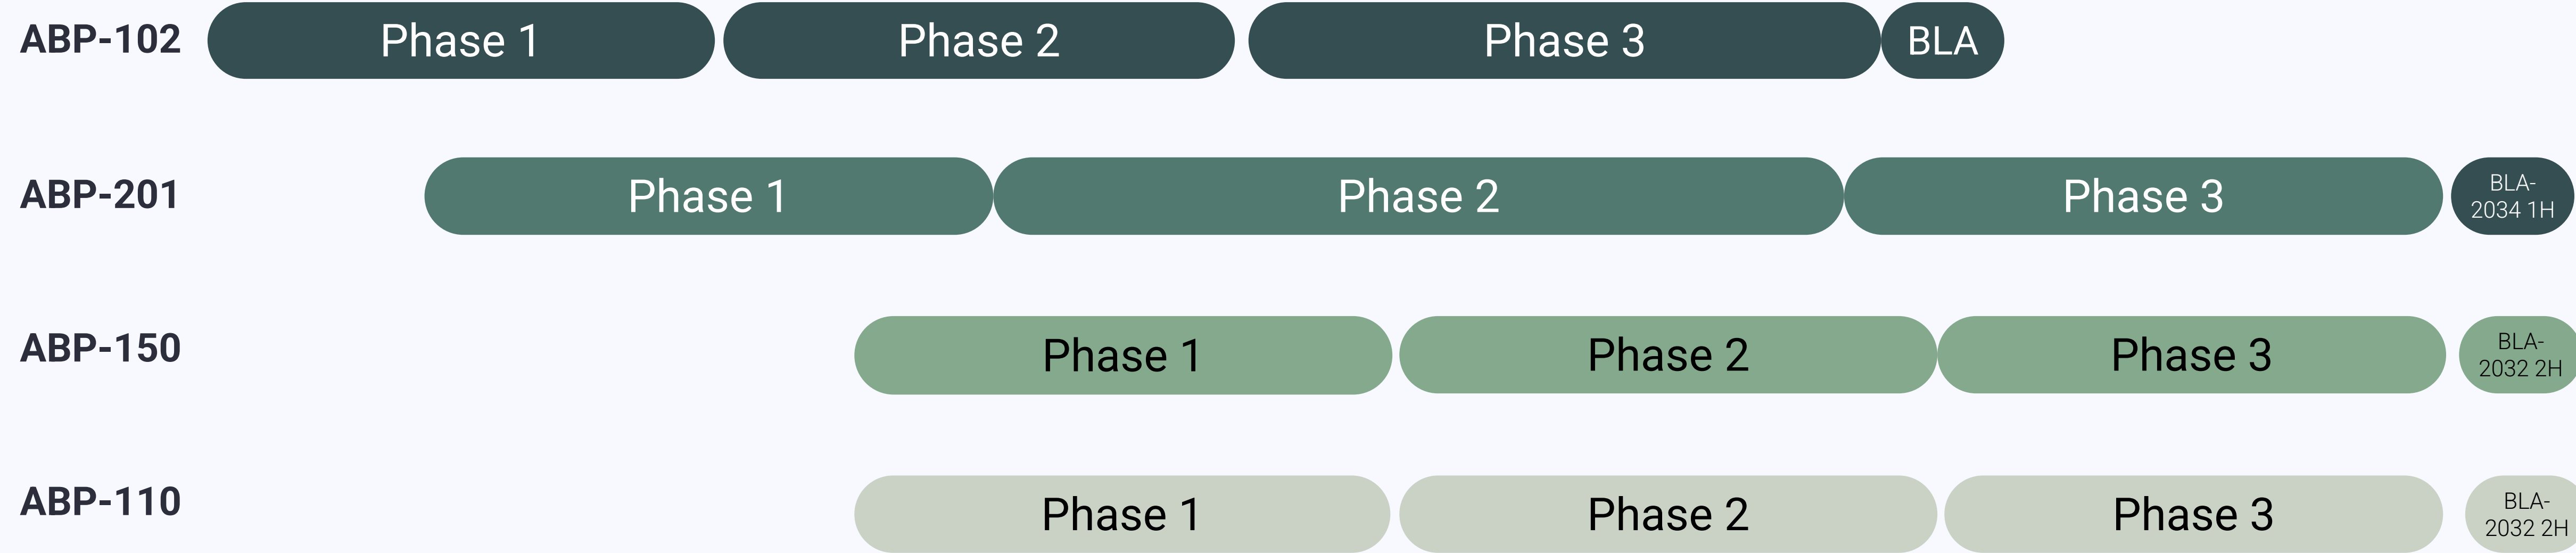 ABP-102 Phase 1 Phase 2 Phase 3 BLA
ABP-201 Phase 1 Phase 2 Phase 3 BLA-
2034 1H
ABP-150 Phase 1 Phase 2 Phase 3 BLA-
2032 2H
ABP-110 Phase 1 Phase 2 Phase 3 BLA-
2032 2H